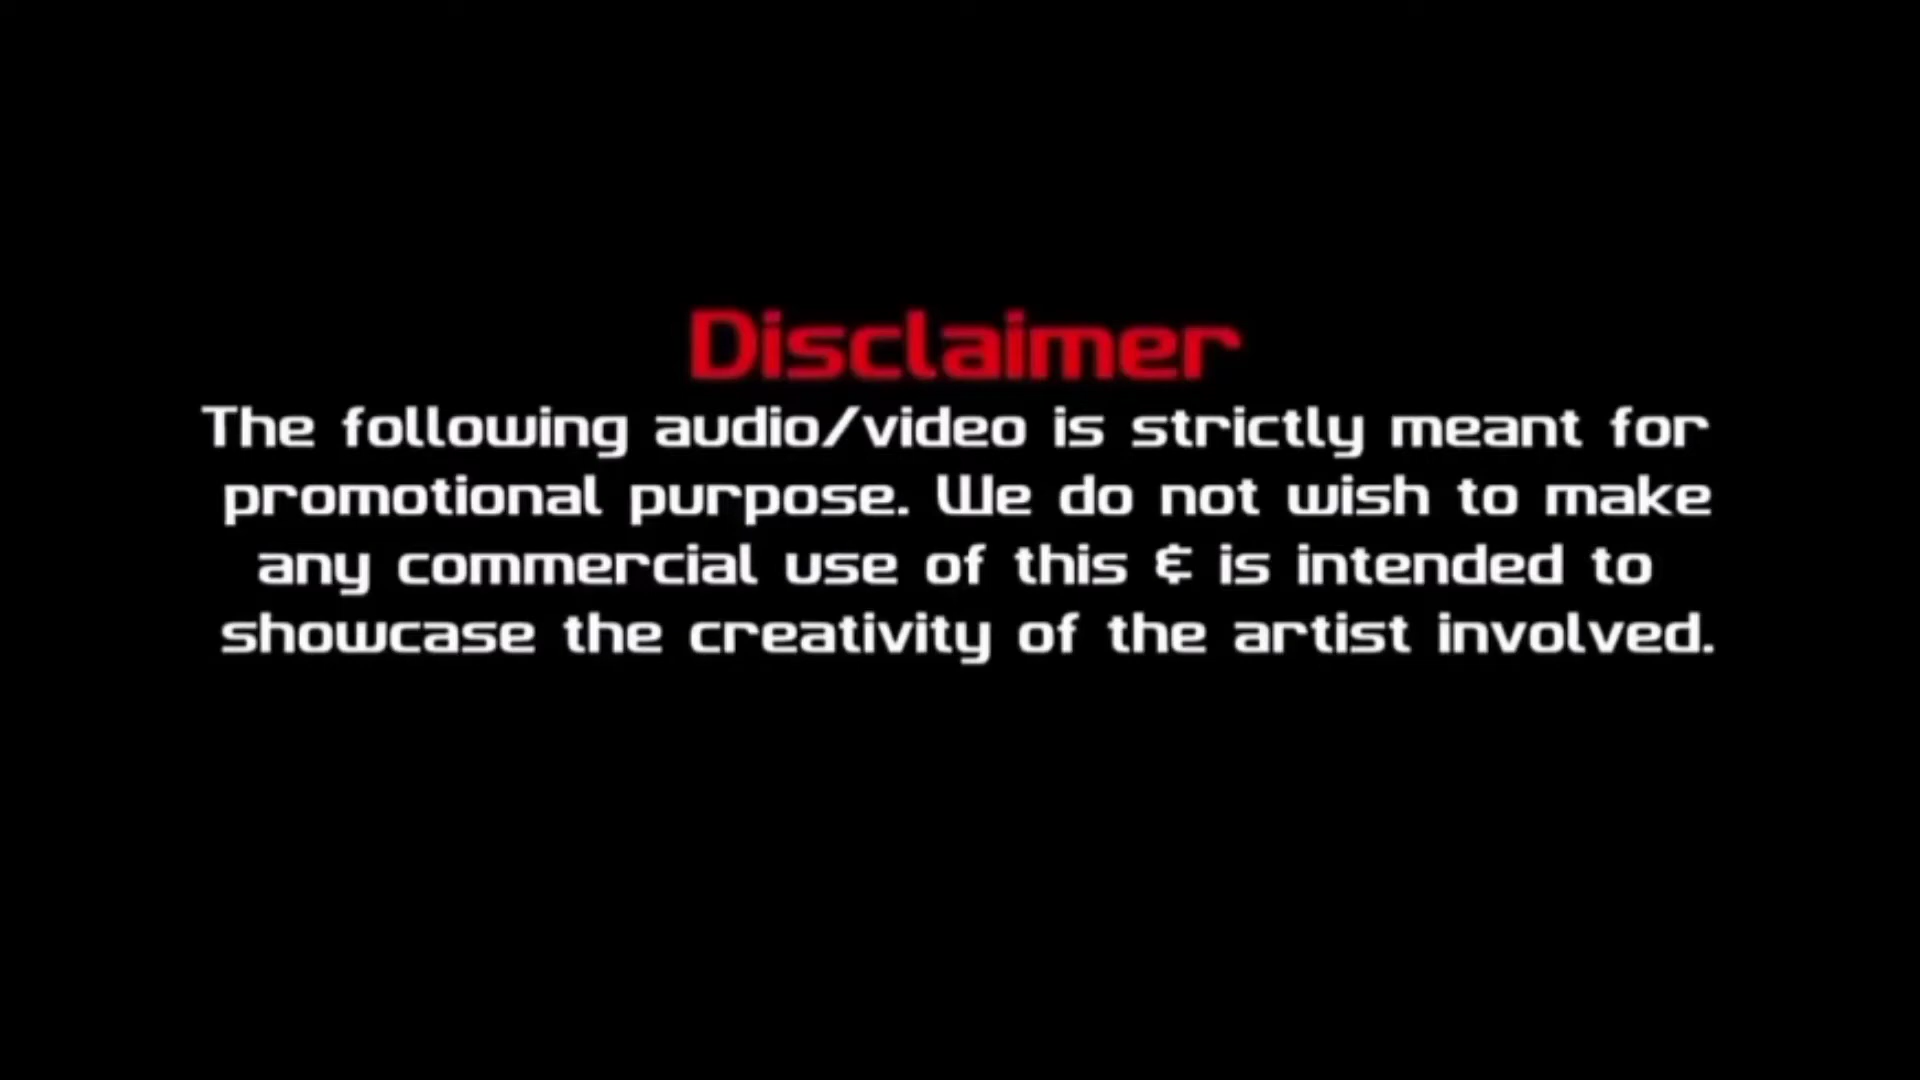 Disclaimer
The following audio/video is strictly meant for
promotional purpose. We do not wish to make
any commercial use of this & is intended to
showcase the creativity of the artist involved.